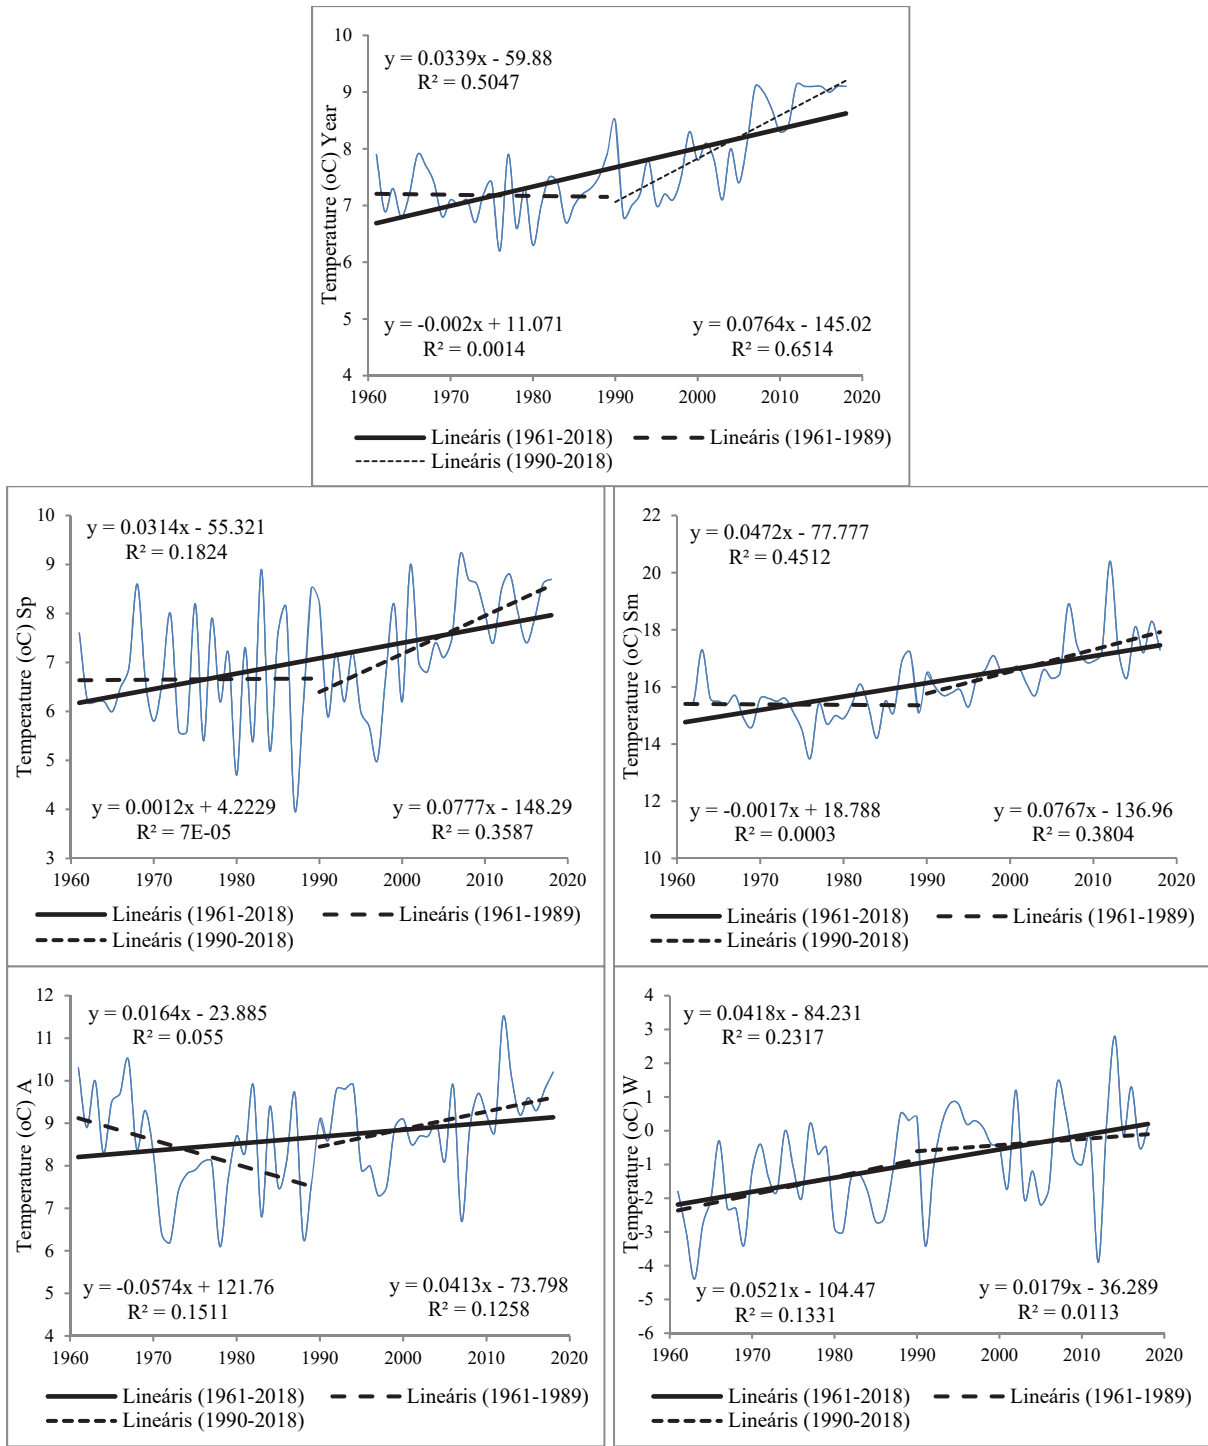 10
9
8
7
6
5
4
Temperature (oC) Year
y = 0.0339x - 59.88
R² = 0.5047
y = -0.002x + 11.071
R² = 0.0014
y = 0.0764x - 145.02
R² = 0.6514
1960 1970 1980 1990 2000 2010 2020
Lineáris (1961-2018) Lineáris (1961-1989)
Lineáris (1990-2018)
10
9
8
7
6
5
4
3
Temperature (oC) Sp
y = 0.0314x - 55.321
R² = 0.1824
y = 0.0012x + 4.2229
R² = 7E-05
y = 0.0777x - 148.29
R² = 0.3587
1960 1970 1980 1990 2000 2010 2020
Lineáris (1961-2018) Lineáris (1961-1989)
Lineáris (1990-2018)
22
20
18
16
14
12
10
Temperature (oC) Sm
y = 0.0472x - 77.777
R² = 0.4512
y = -0.0017x + 18.788
R² = 0.0003
y = 0.0767x - 136.96
R² = 0.3804
1960 1970 1980 1990 2000 2010 2020
Lineáris (1961-2018) Lineáris (1961-1989)
Lineáris (1990-2018)
12
11
10
9
8
7
6
5
4
Temperature (oC) A
y = 0.0164x - 23.885
R² = 0.055
y = -0.0574x + 121.76
R² = 0.1511
y = 0.0413x - 73.798
R² = 0.1258
1960 1970 1980 1990 2000 2010 2020
Lineáris (1961-2018) Lineáris (1961-1989)
Lineáris (1990-2018)
4
3
2
1
0
-1
-2
-3
-4
-5
-6
Temperature (oC) W
y = 0.0418x - 84.231
R² = 0.2317
y = 0.0521x - 104.47
R² = 0.1331
y = 0.0179x - 36.289
R² = 0.0113
1960 1970 1980 1990 2000 2010 2020
Lineáris (1961-2018) Lineáris (1961-1989)
Lineáris (1990-2018)